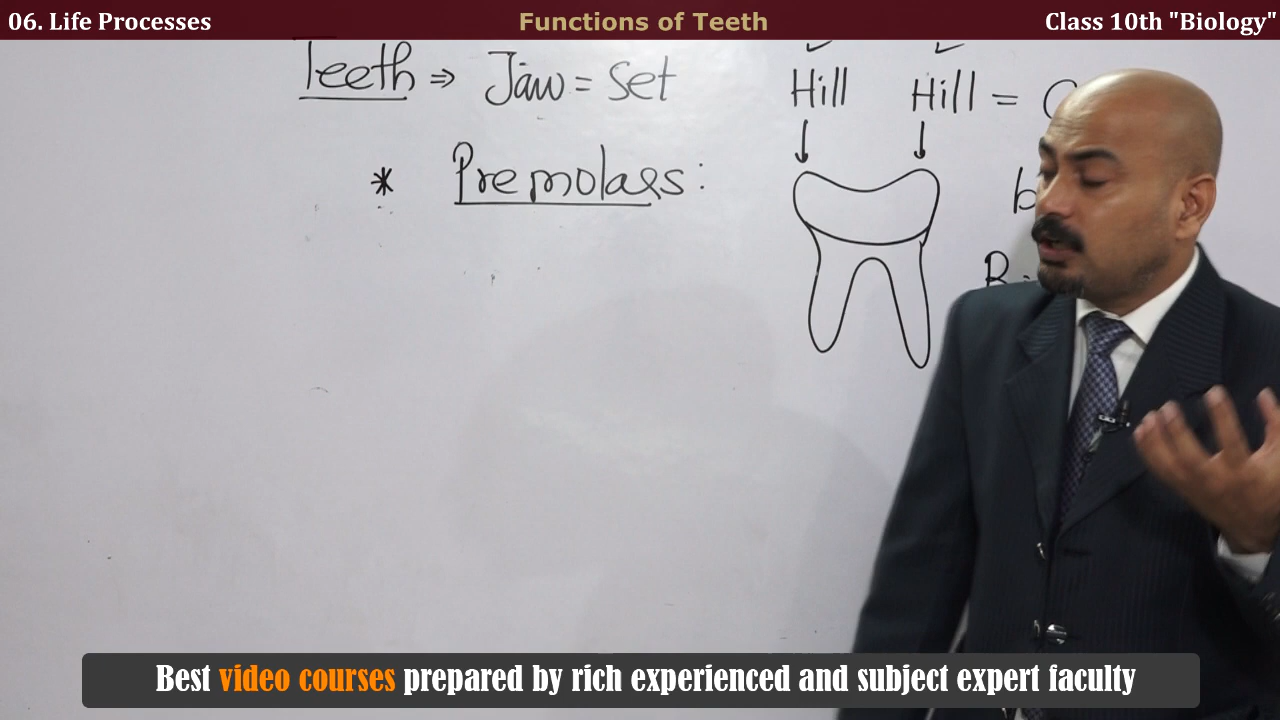 06. Life Processes
Functions of Teeth
Class 10th "Biology"
Teeth ⇒ Jaw = Set
Hill Hill =
* Premolars:
Best video courses prepared by rich experienced and subject expert faculty